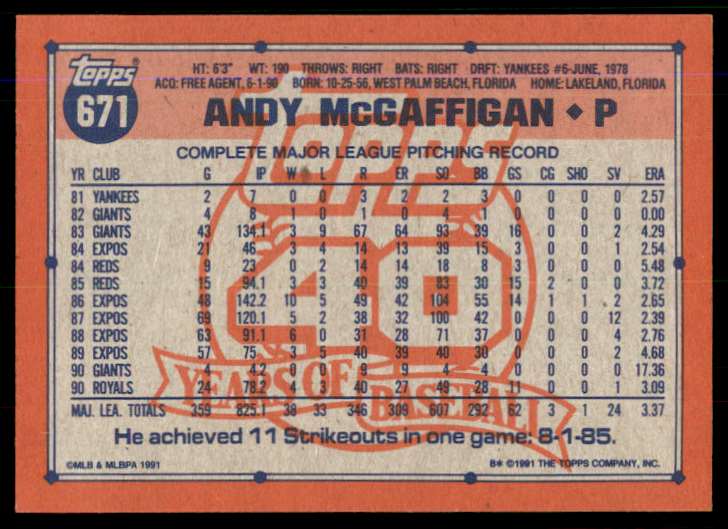 Topps®
671
HT: 6'3" WT: 190 THROWS: RIGHT BATS: RIGHT DRFT: YANKEES #6-JUNE, 1978
ACQ: FREE AGENT, 6-1-90 BORN: 10-25-56, WEST PALM BEACH, FLORIDA HOME: LAKELAND, FLORIDA
ANDY McGAFFIGAN ◆ P
COMPLETE MAJOR LEAGUE PITCHING RECORD
YR CLUB G IP W L R ER SO BB GS CG SHO SV ERA
81 YANKEES 2 7 0 0 3 2 2 3 0 0 0 0 2.57
82 GIANTS 4 8 1 0 1 0 4 1 0 0 0 0 0.00
83 GIANTS 43 134.1 3 9 67 64 93 39 16 0 0 2 4.29
84 EXPOS 21 46 3 4 14 13 39 15 3 0 0 1 2.54
84 REDS 9 23 0 2 14 14 18 8 3 0 0 0 5.48
85 REDS 15 94.1 3 3 40 39 83 30 15 2 0 0 3.72
86 EXPOS 48 142.2 10 5 49 42 104 55 14 1 1 2 2.65
87 EXPOS 69 120.1 5 2 38 32 100 42 0 0 0 12 2.39
88 EXPOS 63 91.1 6 0 31 28 71 37 0 0 0 4 2.76
89 EXPOS 57 75 3 5 40 39 40 30 0 0 0 2 4.68
90 GIANTS 4 4.2 0 0 9 9 4 4 0 0 0 0 17.36
90 ROYALS 24 78.2 4 3 40 27 49 28 11 0 0 1 3.09
MAJ. LEA. TOTALS 359 825.1 38 33 346 309 607 292 62 3 1 24 3.37
TOPPS
40
YEARS OF BASEBALL
He achieved 11 Strikeouts in one game: 8-1-85.
©MLB & MLBPA 1991 B* ©1991 THE TOPPS COMPANY, INC.